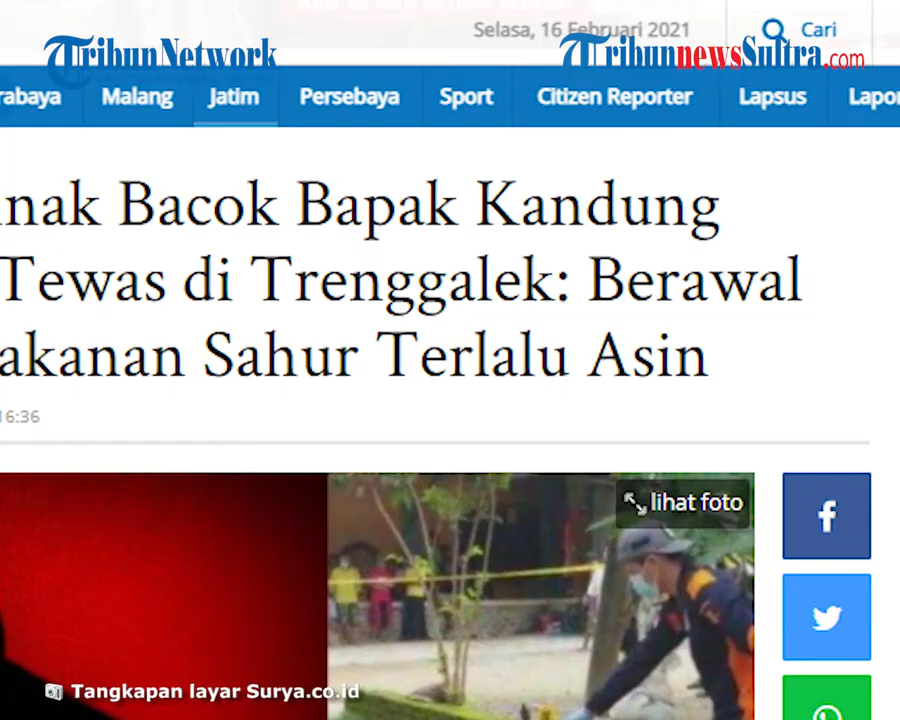 Selasa, 16 Februari 2021
Cari
TribunNetwork
TribunnewsSultra.com
rabaya Malang Jatim Persebaya Sport Citizen Reporter Lapsus Lapor
nak Bacok Bapak Kandung
Tewas di Trenggalek: Berawal
akanan Sahur Terlalu Asin
16:36
lihat foto
Tangkapan layar Surya.co.id